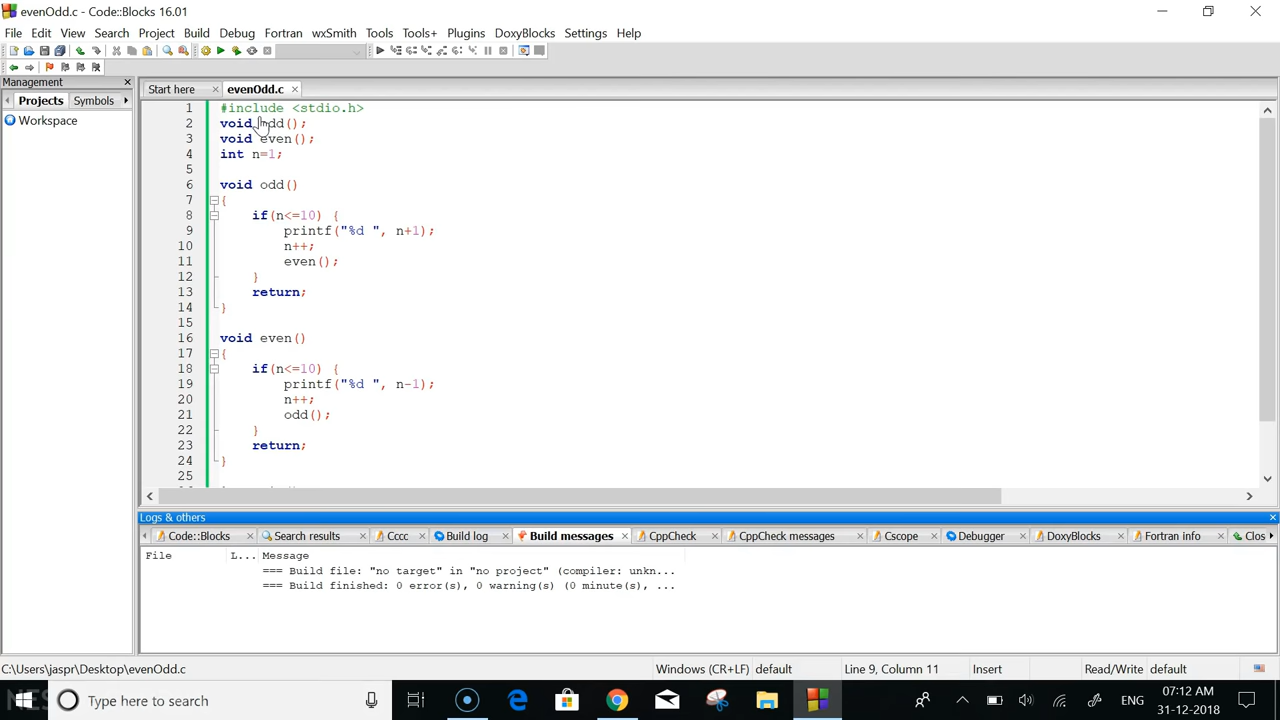 evenOdd.c - Code::Blocks 16.01
File Edit View Search Project Build Debug Fortran wxSmith Tools Tools+ Plugins DoxyBlocks Settings Help
Management
Projects Symbols
Workspace
Start here evenOdd.c
1 #include <stdio.h>
2 void odd();
3 void even();
4 int n=1;
5
6 void odd()
7 {
8 if(n<=10) {
9 printf("%d ", n+1);
10 n++;
11 even();
12 }
13 return;
14 }
15
16 void even()
17 {
18 if(n<=10) {
19 printf("%d ", n-1);
20 n++;
21 odd();
22 }
23 return;
24 }
25
Logs & others
Code::Blocks Search results Cccc Build log Build messages CppCheck CppCheck messages Cscope Debugger DoxyBlocks Fortran info Clos
File L... Message
=== Build file: "no target" in "no project" (compiler: unkn...
=== Build finished: 0 error(s), 0 warning(s) (0 minute(s), ...
C:\Users\jaspr\Desktop\evenOdd.c Windows (CR+LF) default Line 9, Column 11 Insert Read/Write default
Type here to search
ENG
07:12 AM
31-12-2018